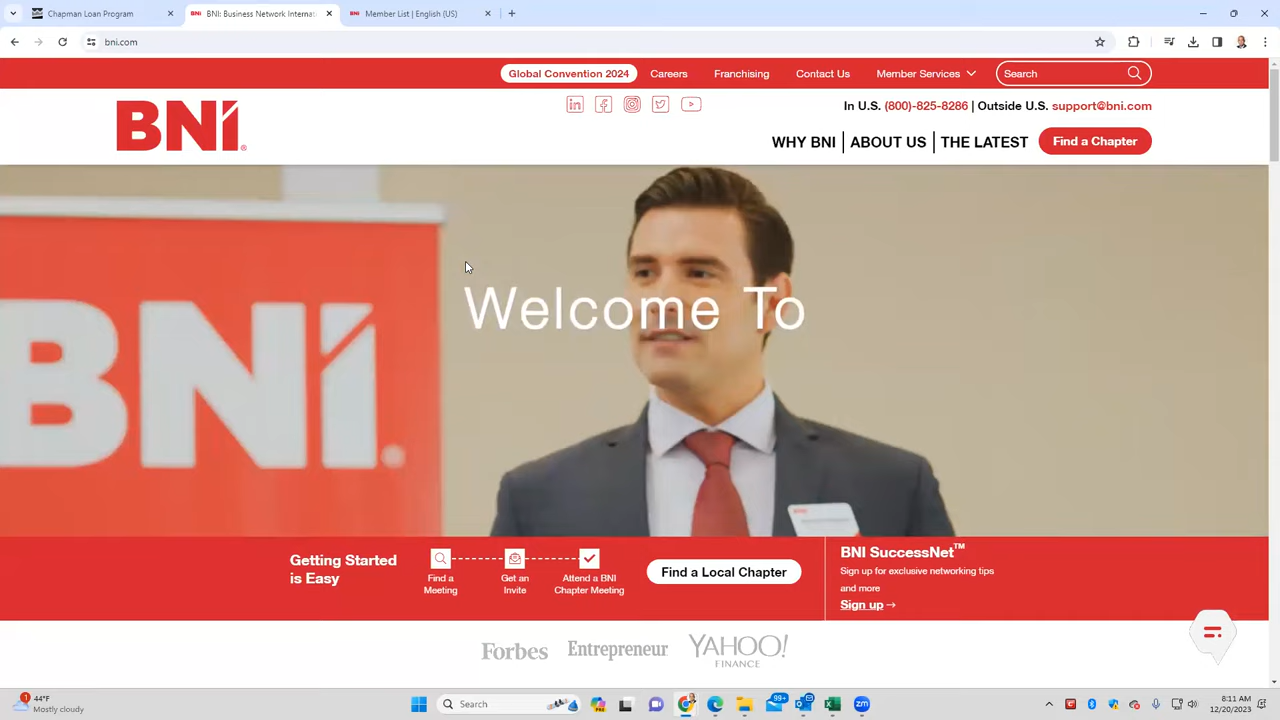 Chapman Loan Program
BNI: Business Network Internat
Member List | English (US)
bni.com
Global Convention 2024
Careers
Franchising
Contact Us
Member Services
Search
In U.S. (800)-825-8286 | Outside U.S. support@bni.com
BNI
WHY BNI
ABOUT US
THE LATEST
Find a Chapter
Welcome To
BNI
Getting Started
is Easy
Find a
Meeting
Get an
Invite
Attend a BNI
Chapter Meeting
Find a Local Chapter
BNI SuccessNet™
Sign up for exclusive networking tips
and more
Sign up →
Forbes
Entrepreneur
YAHOO!
FINANCE
1
44°F
Mostly cloudy
Search
99+
zm
8:11 AM
12/20/2023